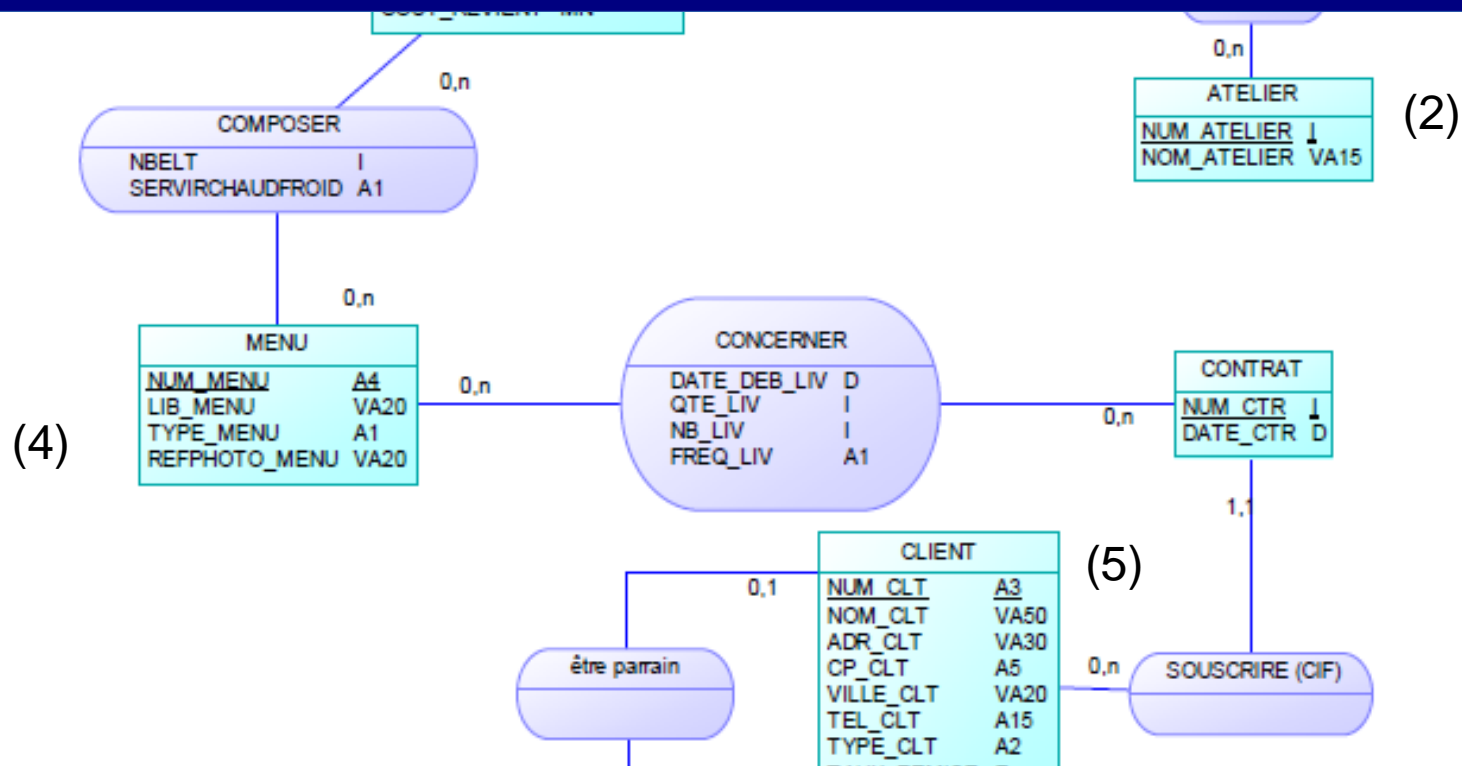 0,n
0,n
ATELIER
NUM_ATELIER I
NOM_ATELIER VA15
(2)
COMPOSER
NBELT I
SERVIRCHAUDFROID A1
0,n
MENU
NUM_MENU A4
LIB_MENU VA20
TYPE_MENU A1
REFPHOTO_MENU VA20
(4)
0,n
CONCERNER
DATE_DEB_LIV D
QTE_LIV I
NB_LIV I
FREQ_LIV A1
0,n
CONTRAT
NUM_CTR I
DATE_CTR D
1,1
CLIENT
NUM_CLT A3
NOM_CLT VA50
ADR_CLT VA30
CP_CLT A5
VILLE_CLT VA20
TEL_CLT A15
TYPE_CLT A2
(5)
0,1
être parrain
0,n
SOUSCRIRE (CIF)